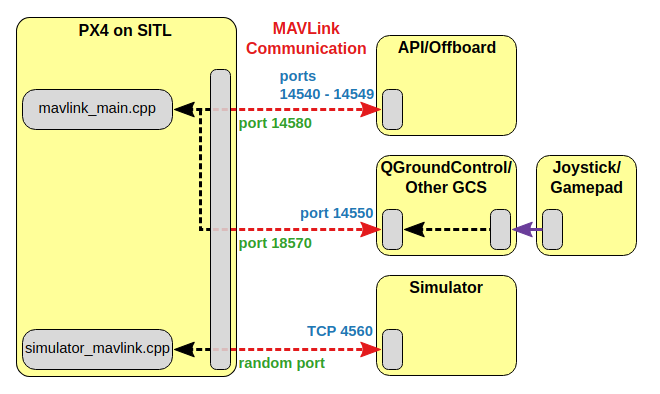 PX4 on SITL
MAVLink
Communication
API/Offboard
ports
14540 - 14549
mavlink_main.cpp
port 14580
QGroundControl/
Other GCS
Joystick/
Gamepad
port 14550
port 18570
Simulator
TCP 4560
simulator_mavlink.cpp
random port